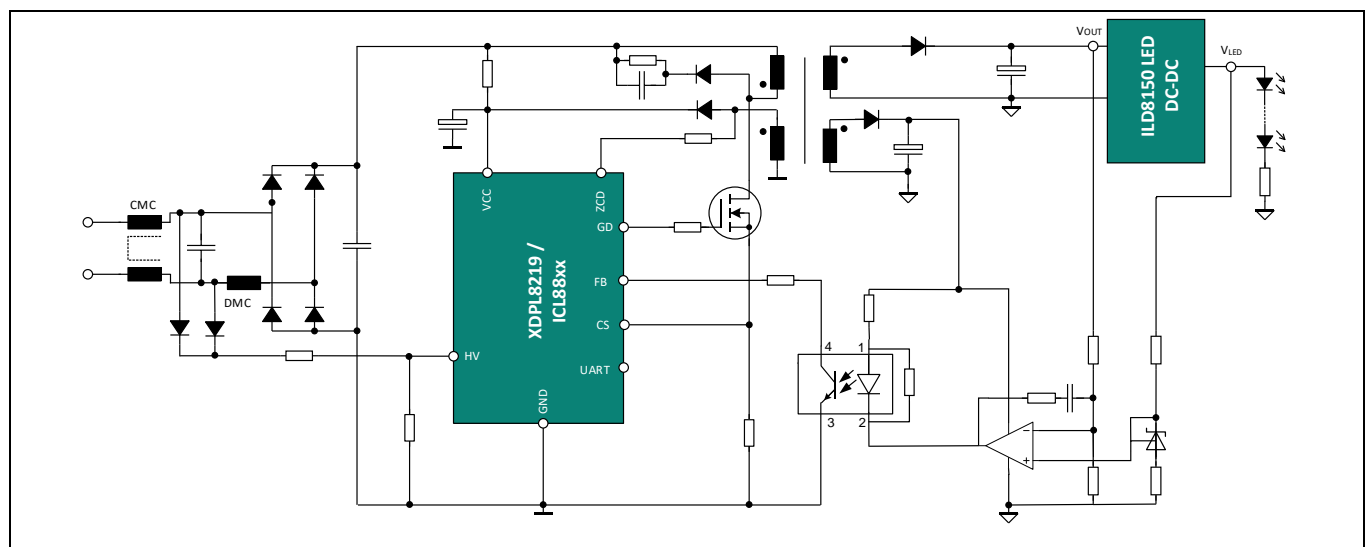 VOUT
VLED
ILD8150 LED
DC-DC
CMC
DMC
VCC
ZCD
GD
XDPL8219 /
ICL88xx
FB
CS
HV
UART
GND
4
1
3
2
−
+